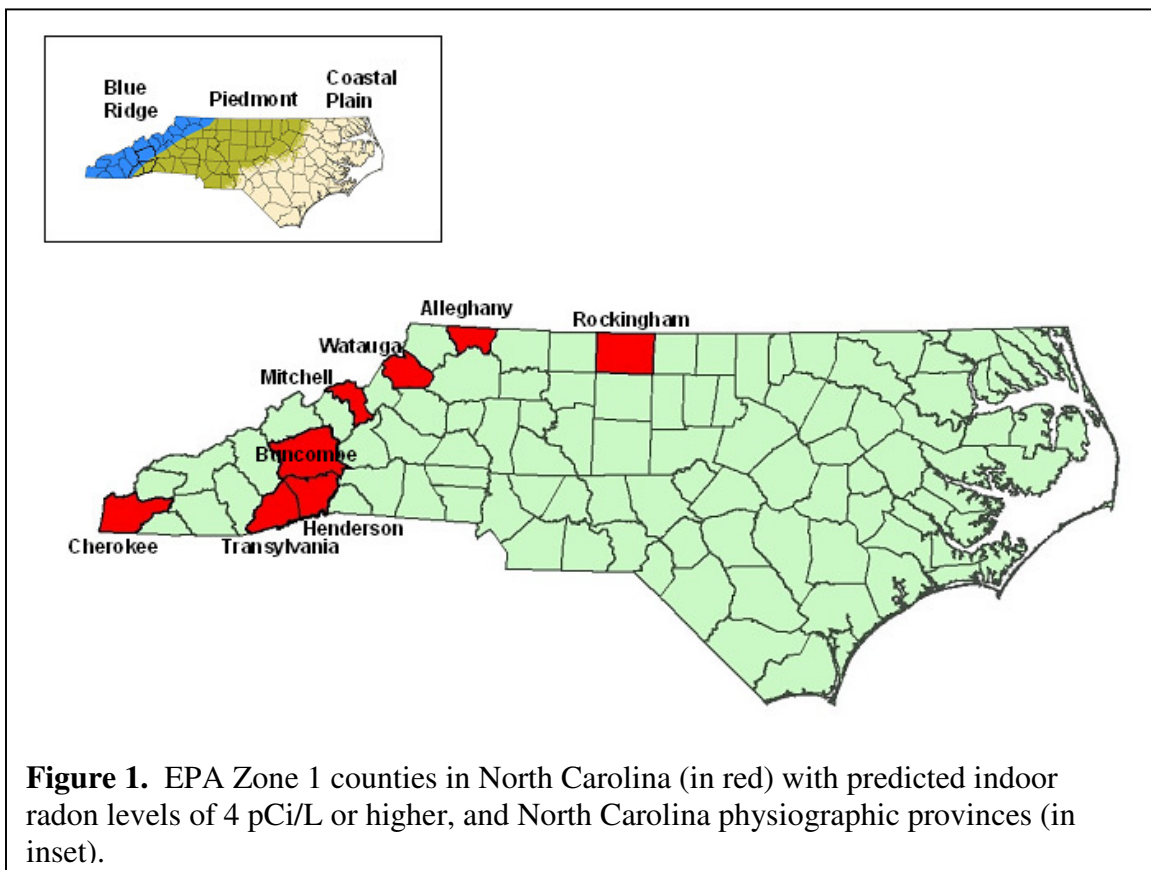 Blue
Ridge
Piedmont
Coastal
Plain
Alleghany
Rockingham
Watauga
Mitchell
Buncombe
Henderson
Cherokee
Transylvania
Figure 1. EPA Zone 1 counties in North Carolina (in red) with predicted indoor
radon levels of 4 pCi/L or higher, and North Carolina physiographic provinces (in
inset).